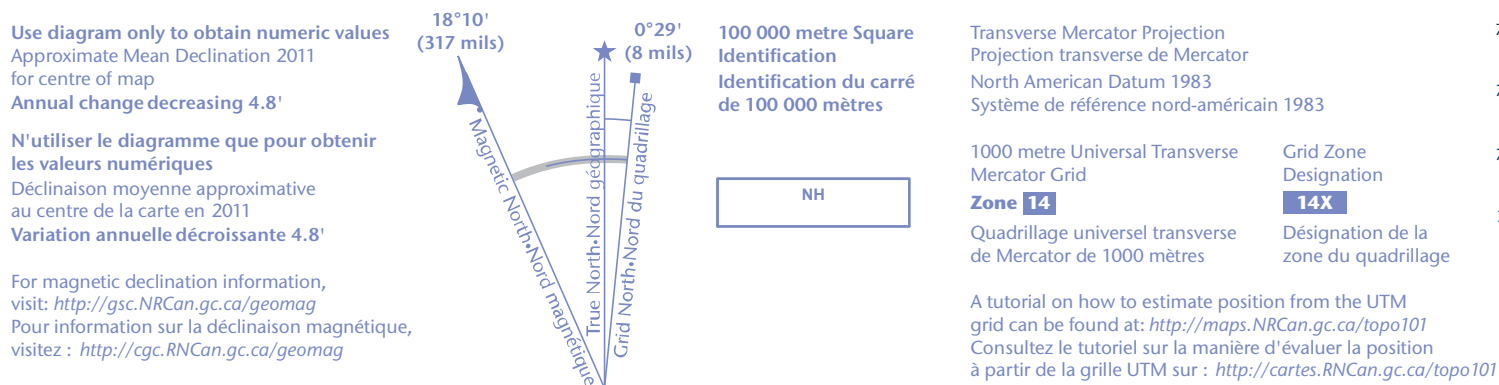 Use diagram only to obtain numeric values
Approximate Mean Declination 2011
for centre of map
Annual change decreasing 4.8'
N'utiliser le diagramme que pour obtenir
les valeurs numériques
Déclinaison moyenne approximative
au centre de la carte en 2011
Variation annuelle décroissante 4.8'
For magnetic declination information,
visit: http://gsc.NRCan.gc.ca/geomag
Pour information sur la déclinaison magnétique,
visitez : http://cgc.RNCan.gc.ca/geomag
18°10'
(317 mils)
0°29'
(8 mils)
Magnetic North•Nord magnétique
True North•Nord géographique
Grid North•Nord du quadrillage
100 000 metre Square
Identification
Identification du carré
de 100 000 mètres
NH
Transverse Mercator Projection
Projection transverse de Mercator
North American Datum 1983
Système de référence nord-américain 1983
1000 metre Universal Transverse
Mercator Grid
Zone 14
Quadrillage universel transverse
de Mercator de 1000 mètres
Grid Zone
Designation
14X
Désignation de la
zone du quadrillage
A tutorial on how to estimate position from the UTM
grid can be found at: http://maps.NRCan.gc.ca/topo101
Consultez le tutoriel sur la manière d'évaluer la position
à partir de la grille UTM sur : http://cartes.RNCan.gc.ca/topo101